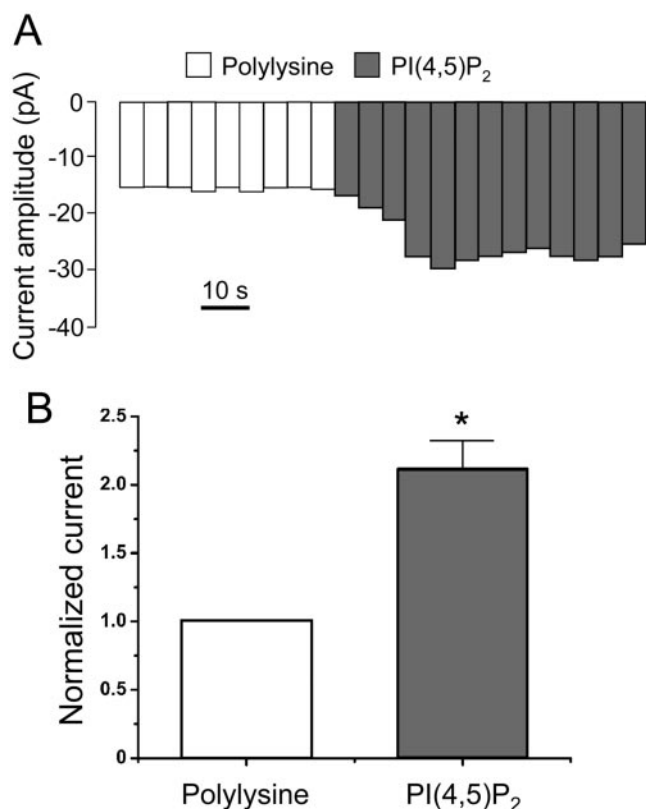 A
Polylysine PI(4,5)P₂
Current amplitude (pA)
0
-10
-20
-30
-40
10 s
B
Normalized current
2.5
2.0
1.5
1.0
0.5
0
*
Polylysine PI(4,5)P₂